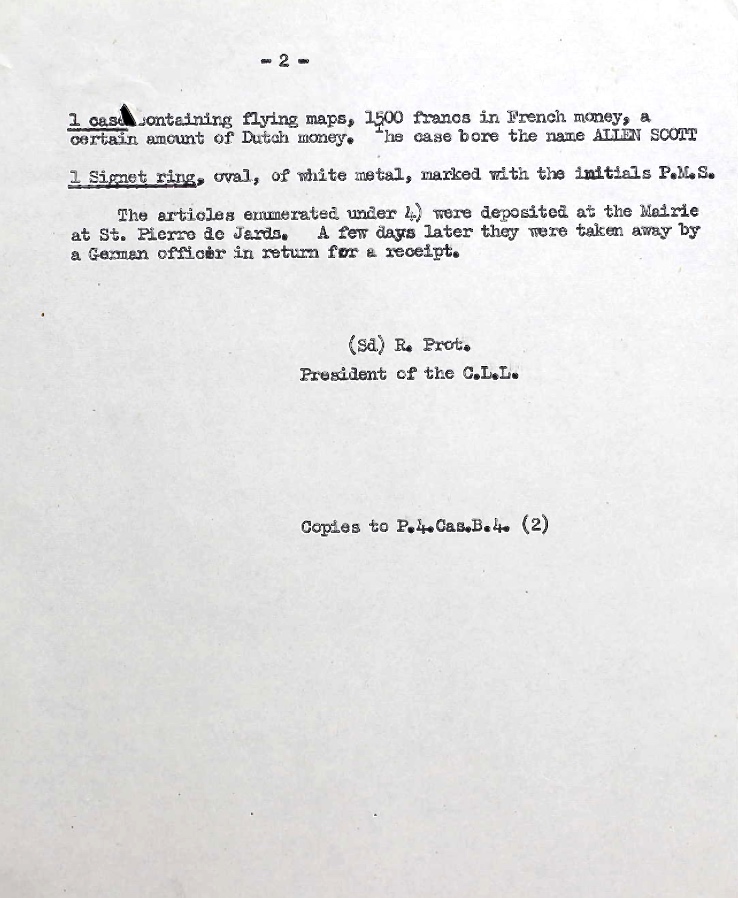 - 2 -
1 case containing flying maps, 1500 francs in French money, a
certain amount of Dutch money. The case bore the name ALLEN SCOTT
1 Signet ring, oval, of white metal, marked with the initials P.M.S.
The articles enumerated under 4) were deposited at the Mairie
at St. Pierre de Jards. A few days later they were taken away by
a German officer in return for a receipt.
(Sd) R. Prot.
President of the C.L.L.
Copies to P.4.Cas.B.4. (2)